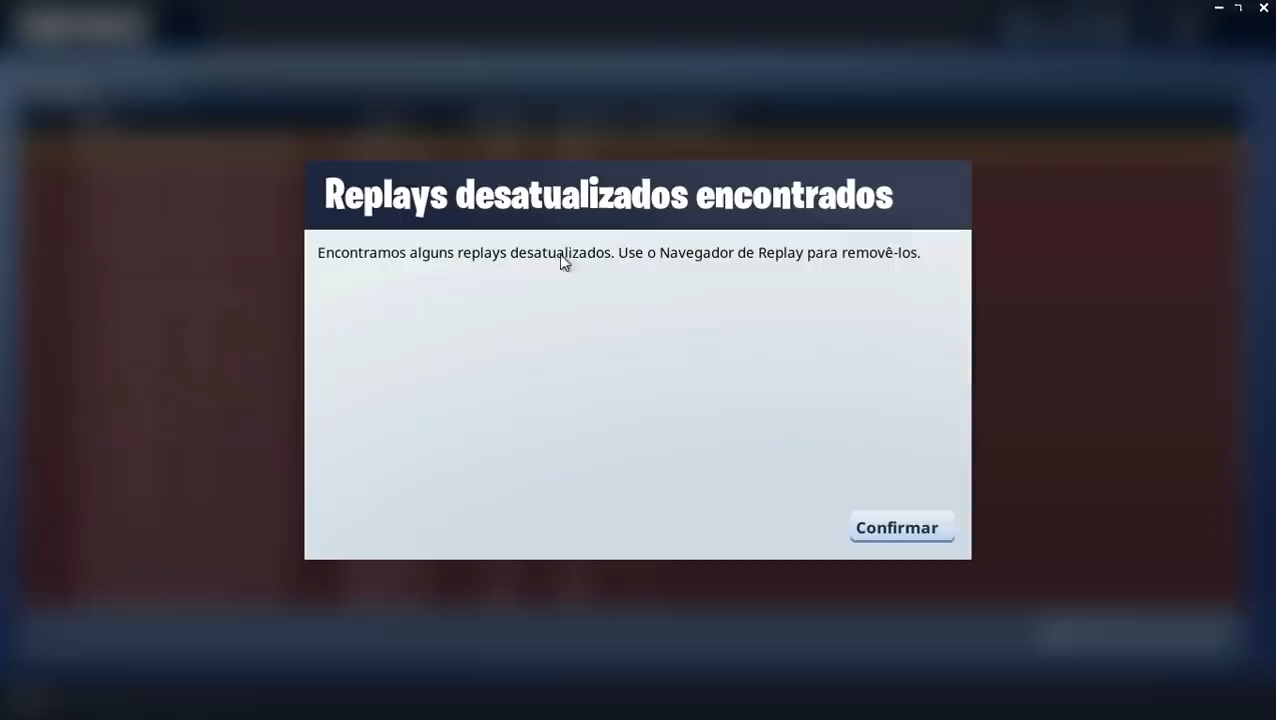 Replays desatualizados encontrados
Encontramos alguns replays desatualizados. Use o Navegador de Replay para removê-los.
Confirmar